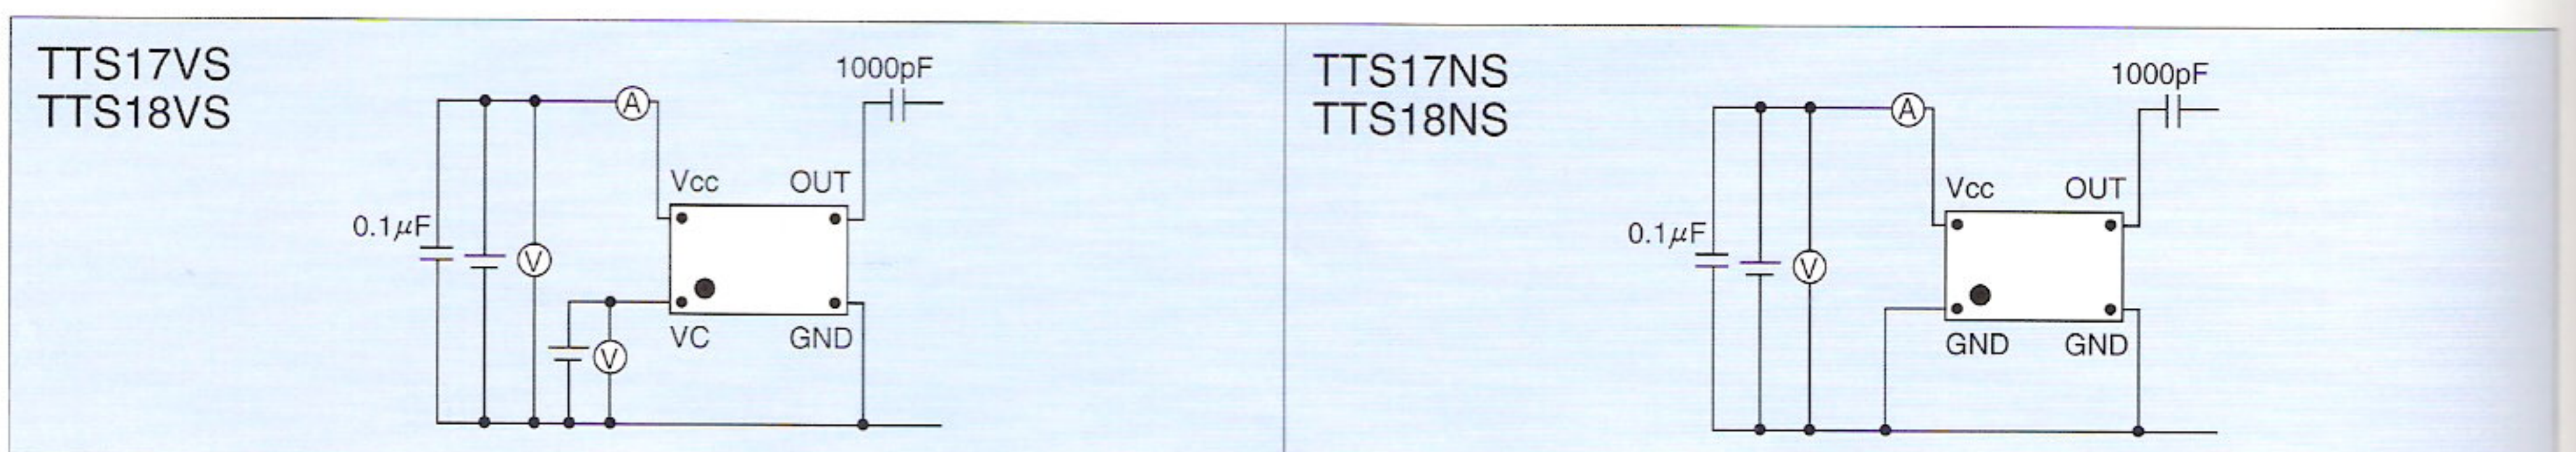 TTS17VS
TTS18VS
1000pF
A
Vcc
OUT
0.1μF
V
VC
GND
V
TTS17NS
TTS18NS
1000pF
A
Vcc
OUT
0.1μF
V
GND
GND